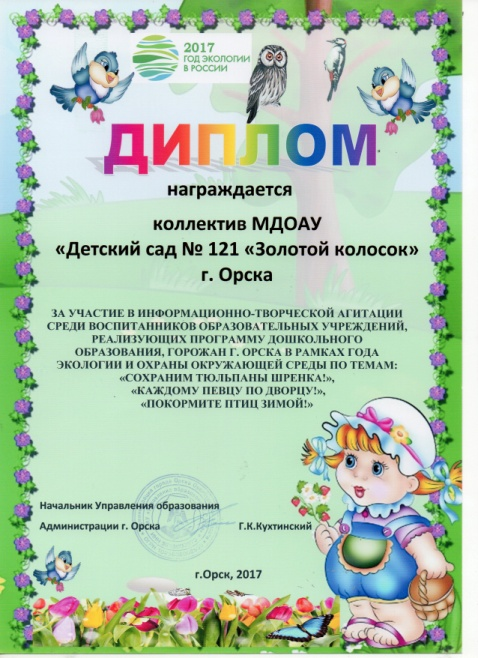 2017
ГОД ЭКОЛОГИИ
В РОССИИ
ДИПЛОМ
награждается
коллектив МДОАУ
«Детский сад № 121 «Золотой колосок»
г. Орска
ЗА УЧАСТИЕ В ИНФОРМАЦИОННО-ТВОРЧЕСКОЙ АГИТАЦИИ
СРЕДИ ВОСПИТАННИКОВ ОБРАЗОВАТЕЛЬНЫХ УЧРЕЖДЕНИЙ,
РЕАЛИЗУЮЩИХ ПРОГРАММУ ДОШКОЛЬНОГО
ОБРАЗОВАНИЯ, ГОРОЖАН Г. ОРСКА В РАМКАХ ГОДА
ЭКОЛОГИИ И ОХРАНЫ ОКРУЖАЮЩЕЙ СРЕДЫ ПО ТЕМАМ:
«СОХРАНИМ ТЮЛЬПАНЫ ШРЕНКА!»,
«КАЖДОМУ ПЕВЦУ ПО ДВОРЦУ!»,
«ПОКОРМИТЕ ПТИЦ ЗИМОЙ!»
Начальник Управления образования
Администрации г. Орска Г.К.Кухтинский
г.Орск, 2017